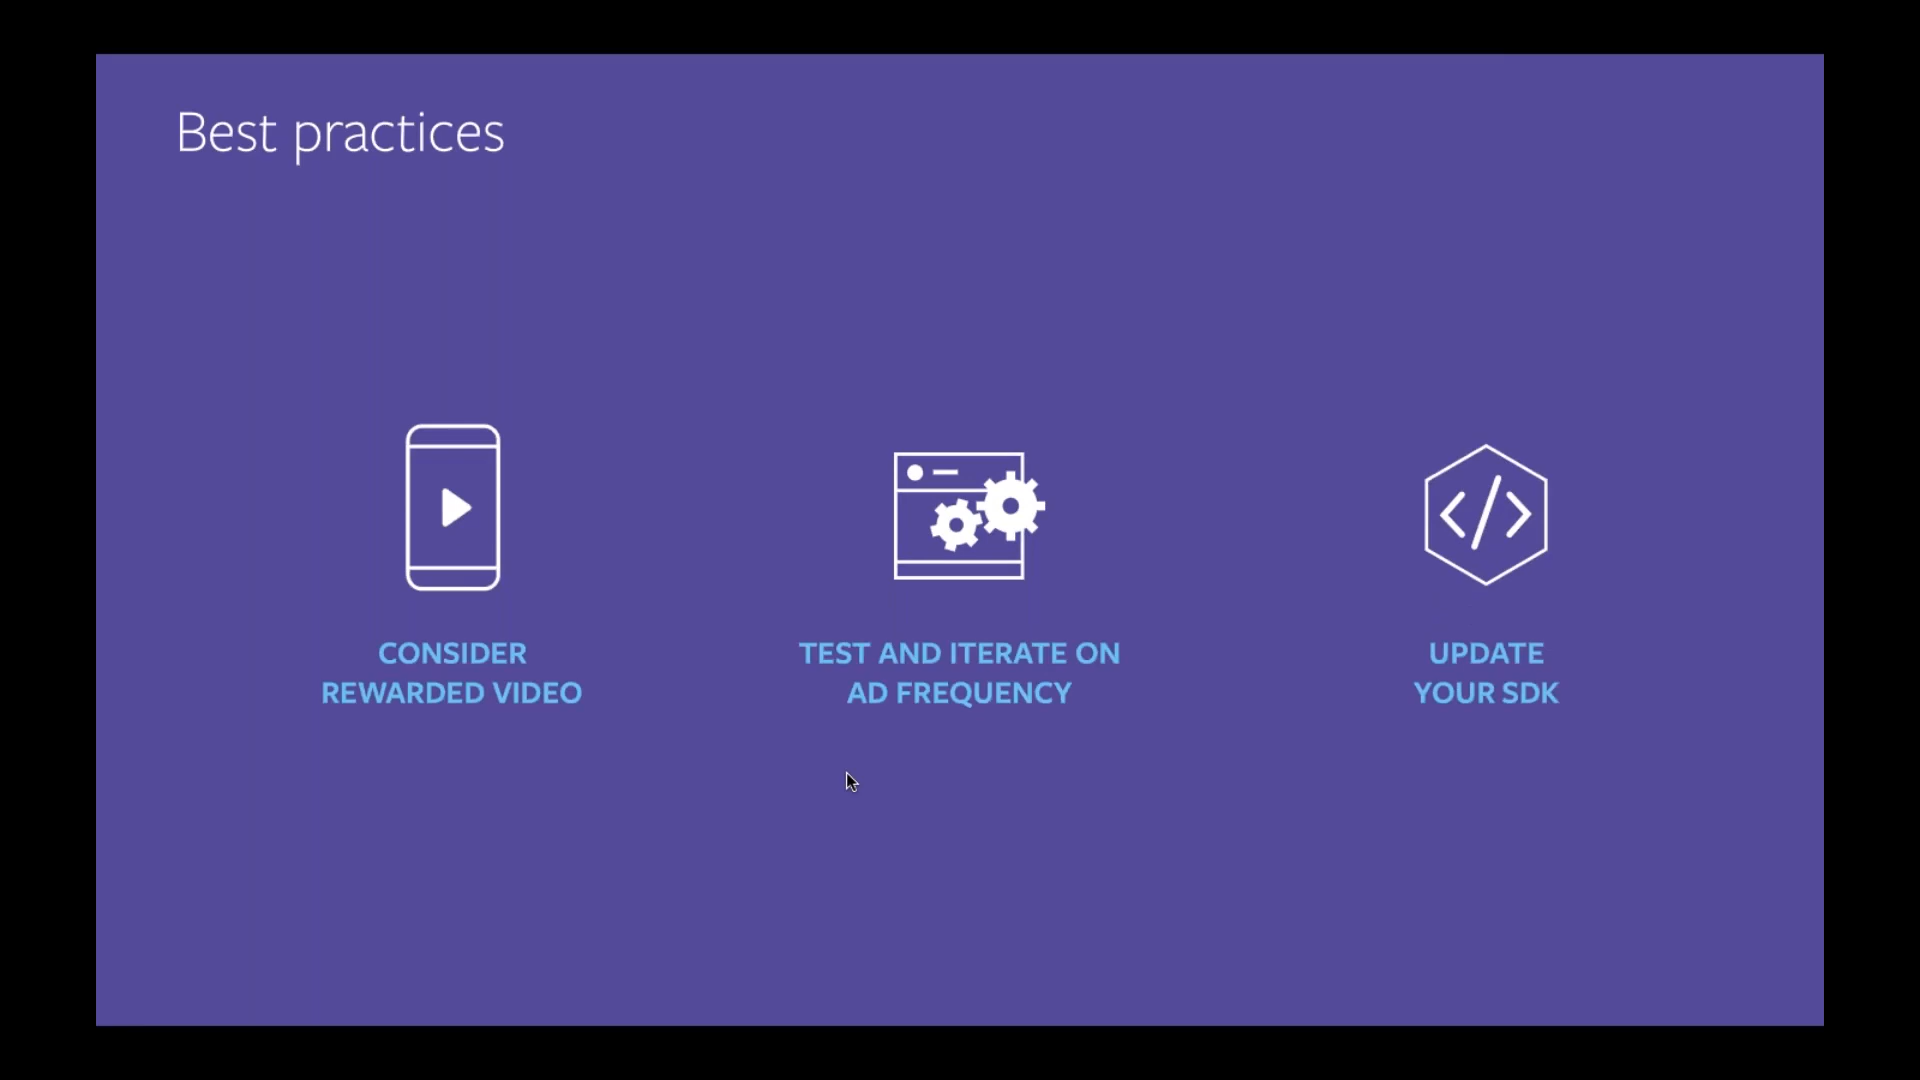 Best practices
CONSIDER
REWARDED VIDEO
TEST AND ITERATE ON
AD FREQUENCY
UPDATE
YOUR SDK